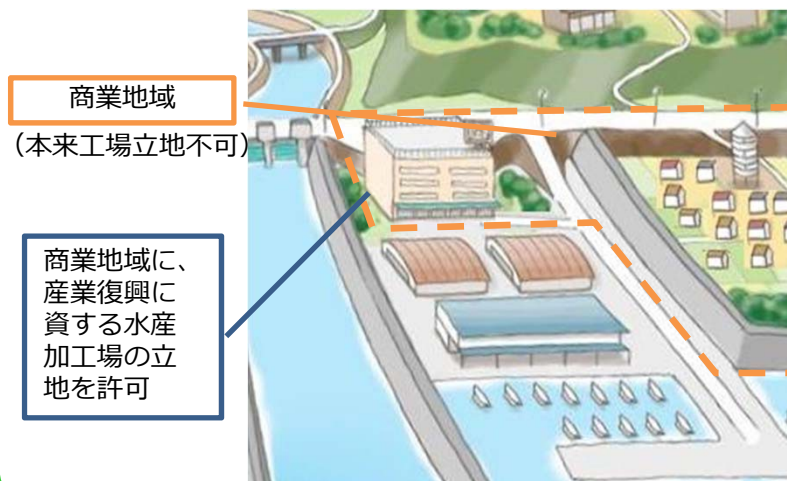 商業地域
(本来工場立地不可)
商業地域に、
産業復興に
資する水産
加工場の立
地を許可